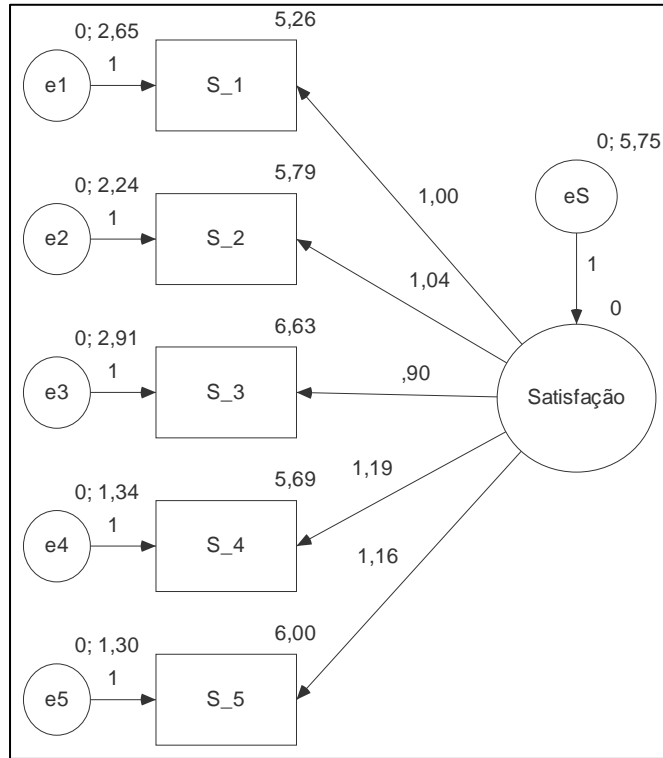 0; 2,65
5,26
1
e1
S_1
0; 5,75
eS
1
0
Satisfação
1,00
0; 2,24
5,79
1
e2
S_2
1,04
0; 2,91
6,63
1
e3
S_3
,90
0; 1,34
5,69
1
e4
S_4
1,19
0; 1,30
6,00
1
e5
S_5
1,16